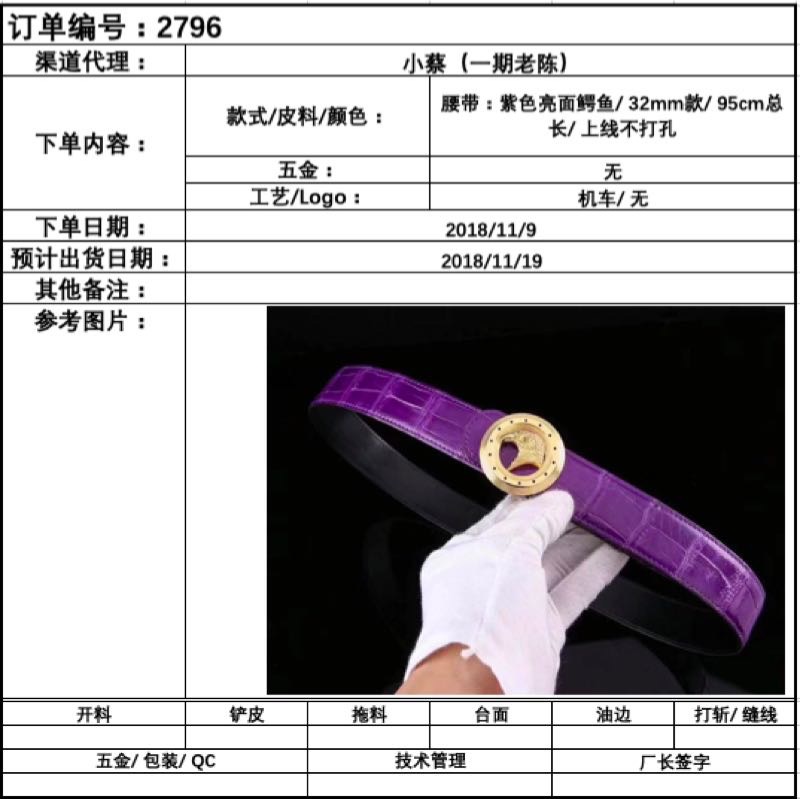 订单编号：2796
渠道代理：
小蔡（一期老陈）
下单内容：
款式/皮料/颜色：
腰带：紫色亮面鳄鱼/ 32mm款/ 95cm总
长/ 上线不打孔
五金：
无
工艺/Logo：
机车/ 无
下单日期：
2018/11/9
预计出货日期：
2018/11/19
其他备注：
参考图片：
开料
铲皮
拖料
台面
油边
打斩/ 缝线
五金/ 包装/ QC
技术管理
厂长签字